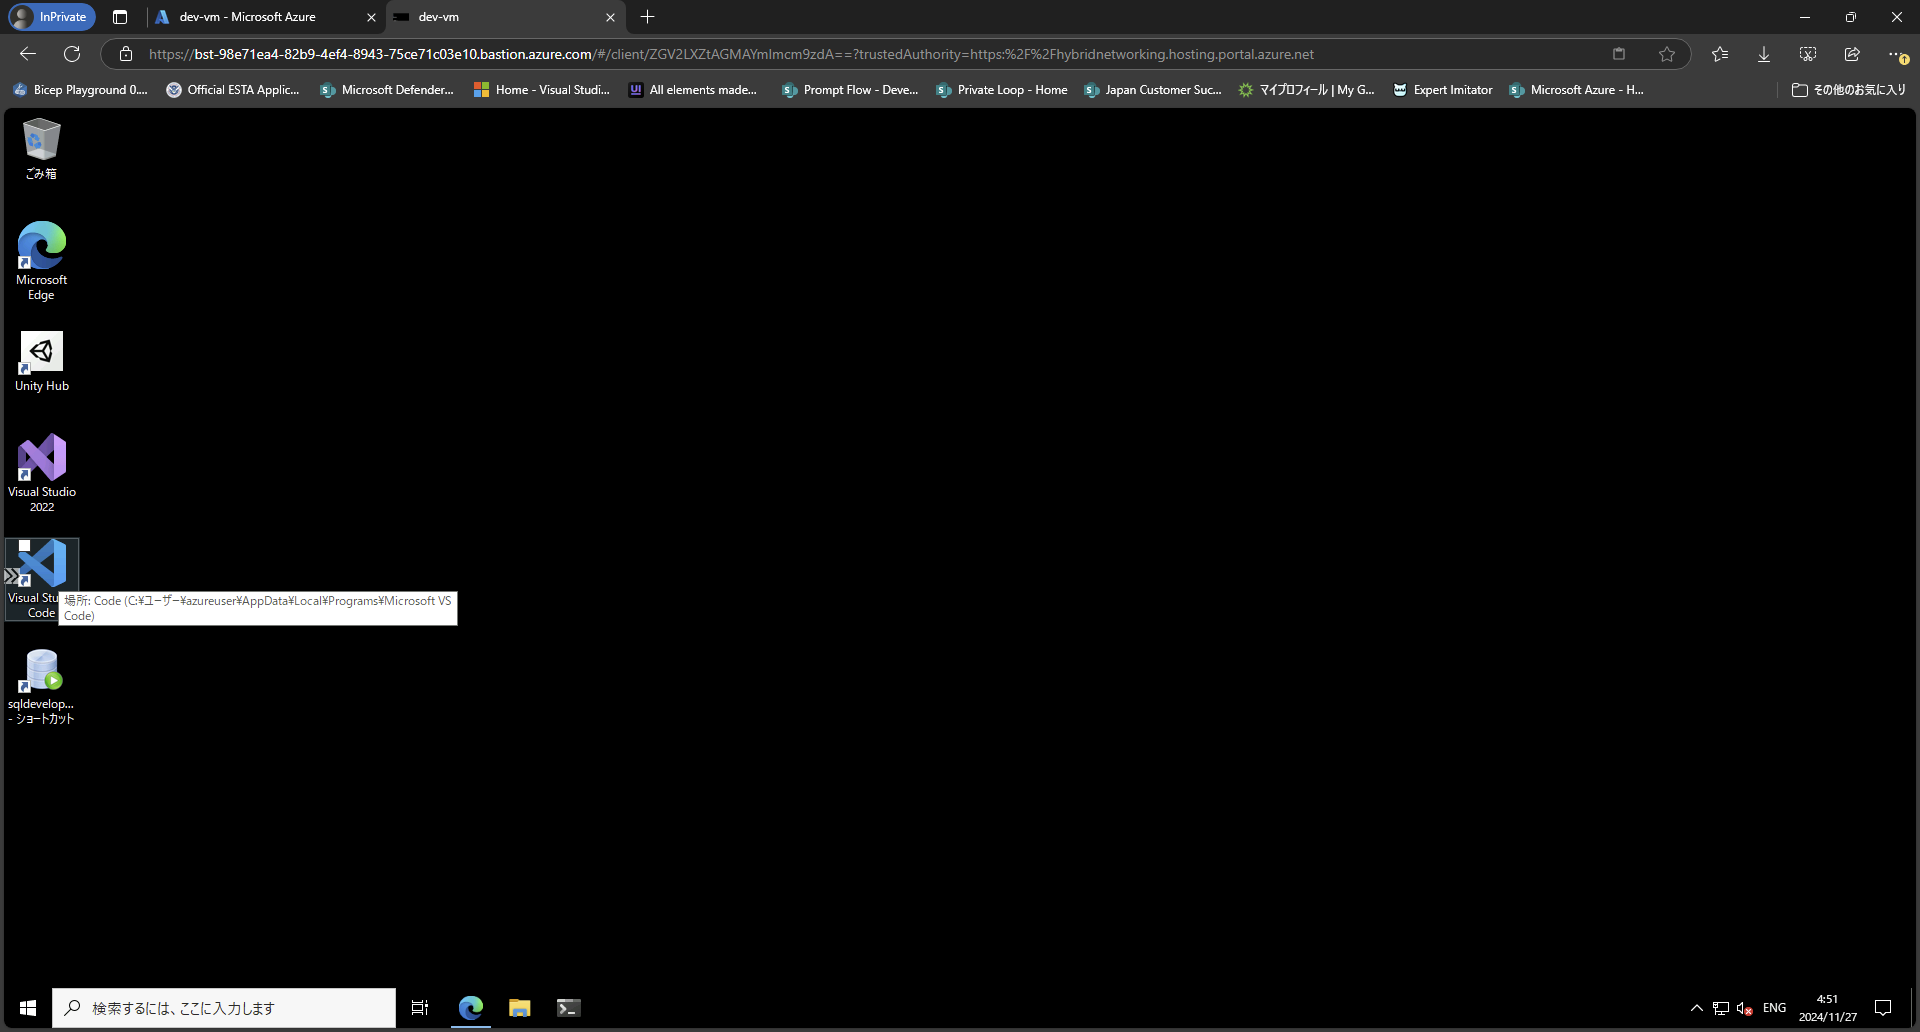 InPrivate
dev-vm - Microsoft Azure
dev-vm
https://bst-98e71ea4-82b9-4ef4-8943-75ce71c03e10.bastion.azure.com/#/client/ZGV2LXZtAGMAYmlmcm9zdA==?trustedAuthority=https:%2F%2Fhybridnetworking.hosting.portal.azure.net
Bicep Playground 0....
Official ESTA Applic...
Microsoft Defender...
Home - Visual Studi...
All elements made...
Prompt Flow - Deve...
Private Loop - Home
Japan Customer Suc...
マイプロフィール | My G...
Expert Imitator
Microsoft Azure - H...
その他のお気に入り
ごみ箱
Microsoft
Edge
Unity Hub
Visual Studio
2022
Visual Stu
Code
場所: Code (C:¥ユーザー¥azureuser¥AppData¥Local¥Programs¥Microsoft VS
Code)
sqldevelop...
- ショートカット
検索するには、ここに入力します
ENG
4:51
2024/11/27